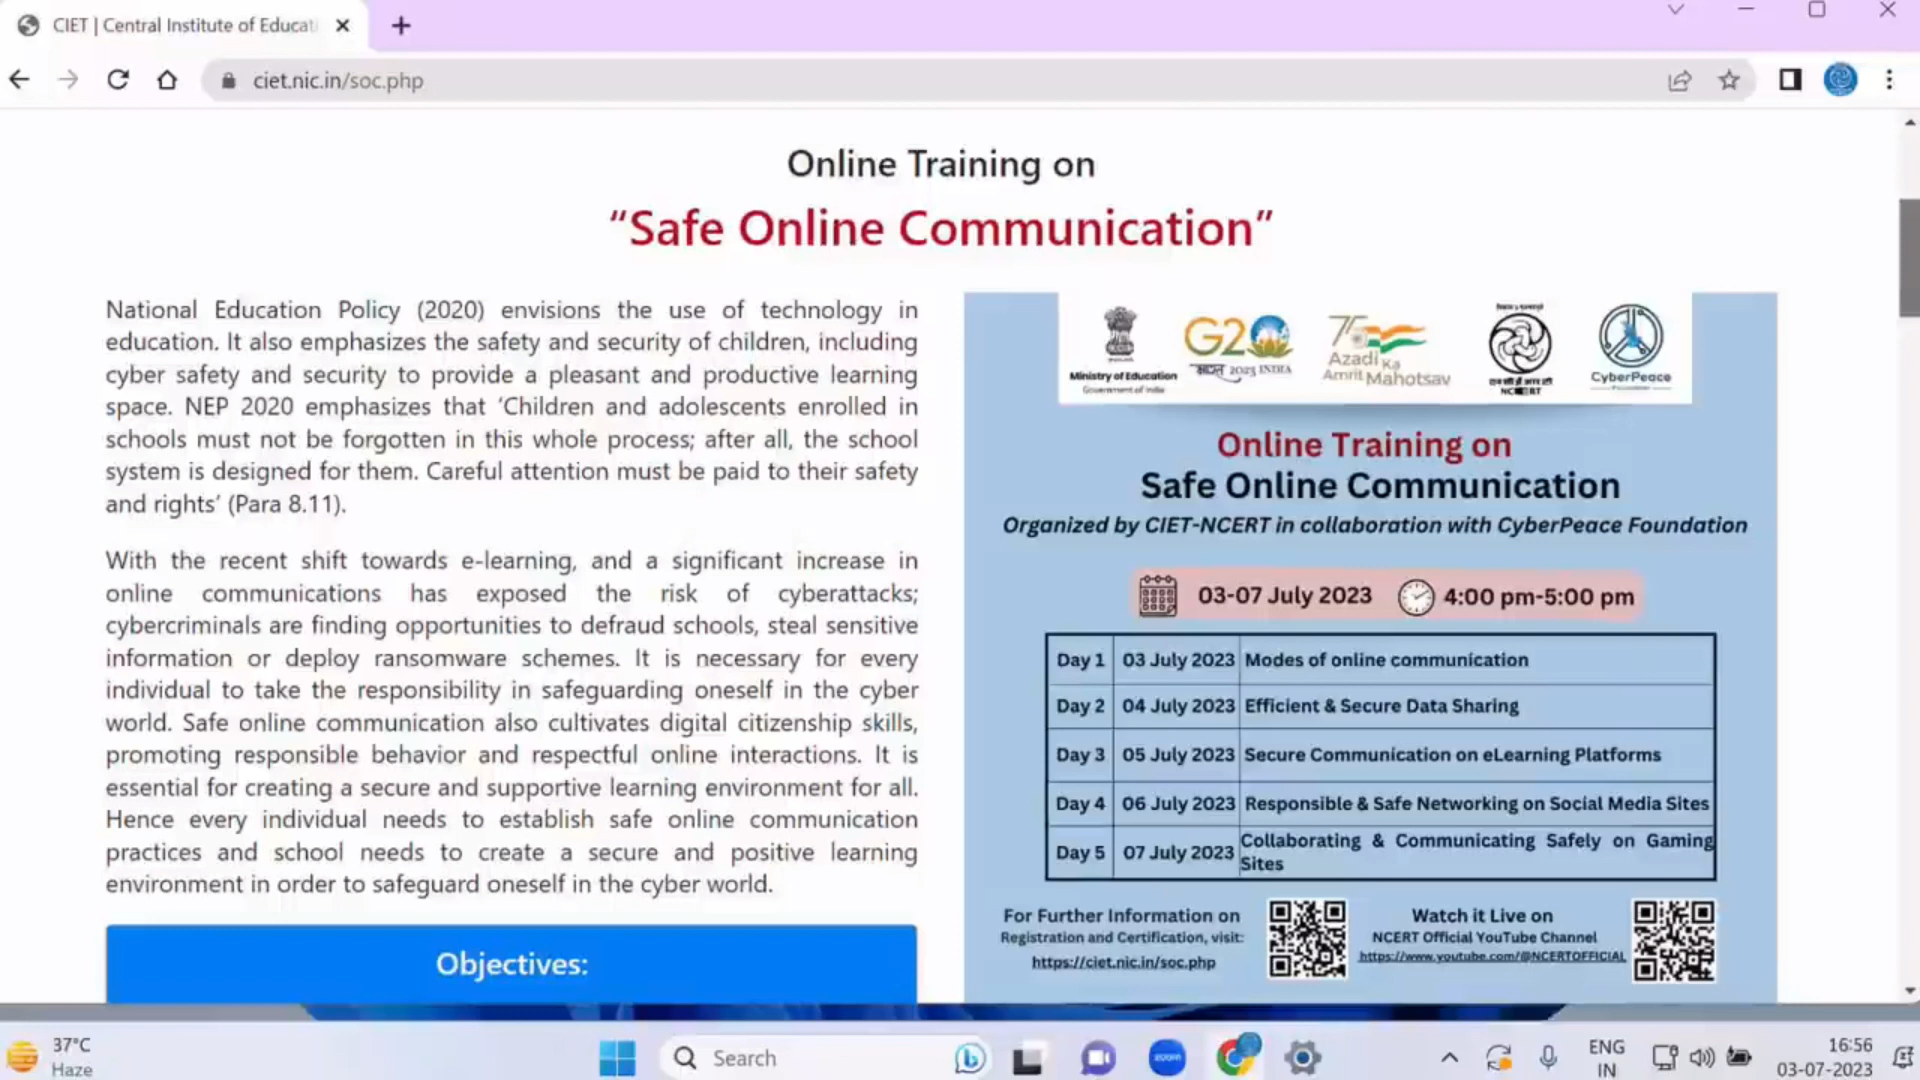 CIET | Central Institute of Educati
ciet.nic.in/soc.php
Online Training on
“Safe Online Communication”
National Education Policy (2020) envisions the use of technology in
education. It also emphasizes the safety and security of children, including
cyber safety and security to provide a pleasant and productive learning
space. NEP 2020 emphasizes that ‘Children and adolescents enrolled in
schools must not be forgotten in this whole process; after all, the school
system is designed for them. Careful attention must be paid to their safety
and rights’ (Para 8.11).
With the recent shift towards e-learning, and a significant increase in
online communications has exposed the risk of cyberattacks;
cybercriminals are finding opportunities to defraud schools, steal sensitive
information or deploy ransomware schemes. It is necessary for every
individual to take the responsibility in safeguarding oneself in the cyber
world. Safe online communication also cultivates digital citizenship skills,
promoting responsible behavior and respectful online interactions. It is
essential for creating a secure and supportive learning environment for all.
Hence every individual needs to establish safe online communication
practices and school needs to create a secure and positive learning
environment in order to safeguard oneself in the cyber world.
Objectives:
Ministry of Education
Government of India
G20
भारत 2023 INDIA
75
Azadi Ka
Amrit Mahotsav
एन सी ई आर टी
NCERT
CyberPeace
Online Training on
Safe Online Communication
Organized by CIET-NCERT in collaboration with CyberPeace Foundation
03-07 July 2023 4:00 pm-5:00 pm
Day 1 03 July 2023 Modes of online communication
Day 2 04 July 2023 Efficient & Secure Data Sharing
Day 3 05 July 2023 Secure Communication on eLearning Platforms
Day 4 06 July 2023 Responsible & Safe Networking on Social Media Sites
Day 5 07 July 2023 Collaborating & Communicating Safely on Gaming
Sites
For Further Information on
Registration and Certification, visit:
https://ciet.nic.in/soc.php
Watch it Live on
NCERT Official YouTube Channel
https://www.youtube.com/@NCERTOFFICIAL
37°C
Haze
Search
zoom
ENG
IN
16:56
03-07-2023